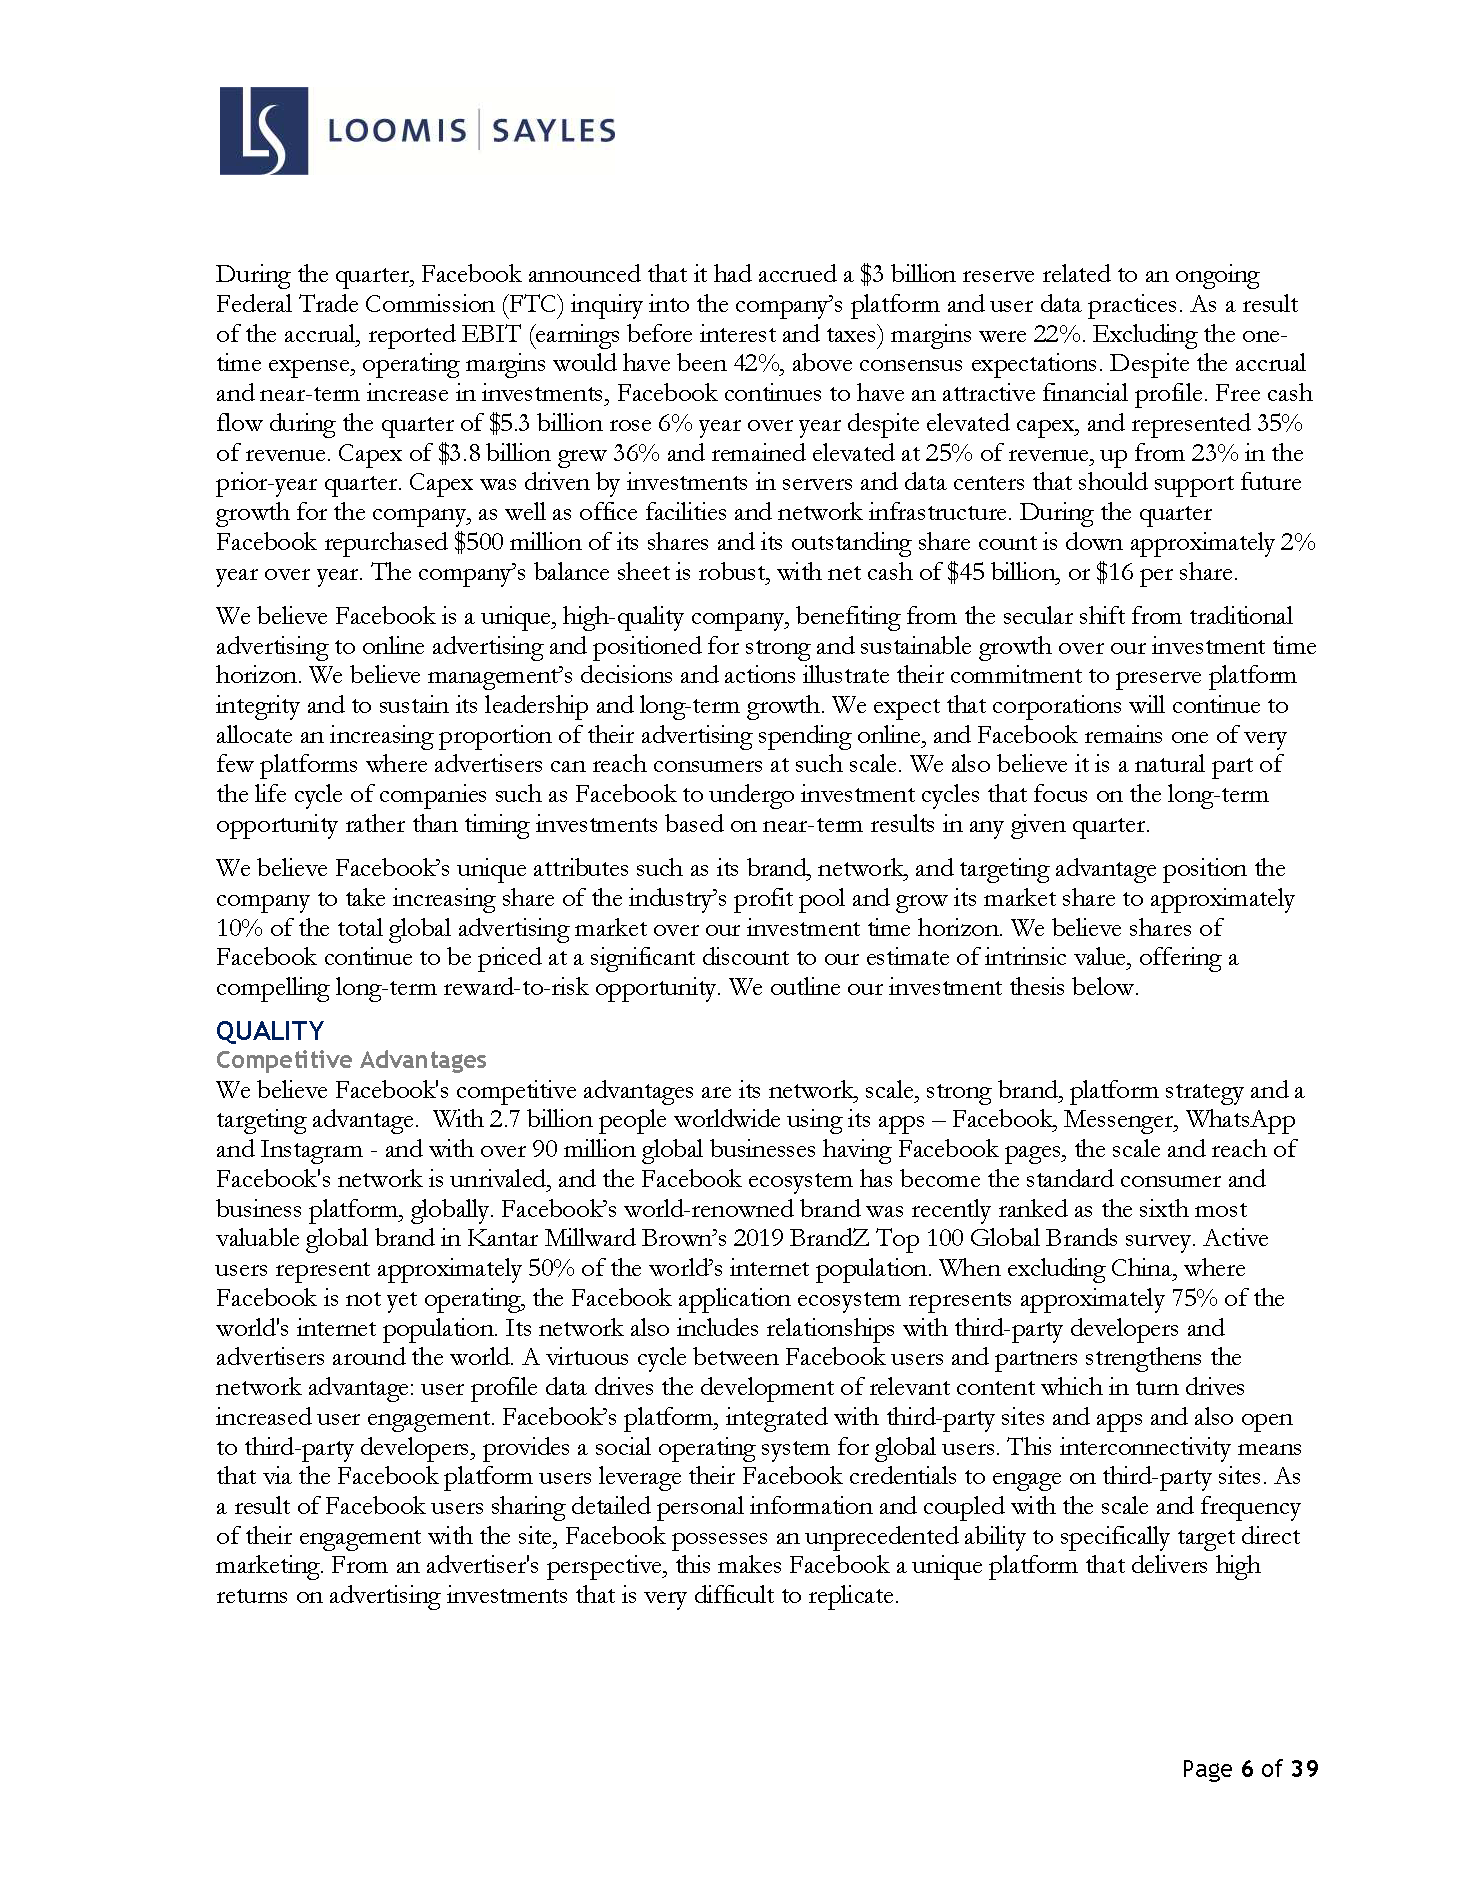 LS LOOMIS | SAYLES
During the quarter, Facebook announced that it had accrued a $3 billion reserve related to an ongoing
Federal Trade Commission (FTC) inquiry into the company’s platform and user data practices. As a result
of the accrual, reported EBIT (earnings before interest and taxes) margins were 22%. Excluding the one-
time expense, operating margins would have been 42%, above consensus expectations. Despite the accrual
and near-term increase in investments, Facebook continues to have an attractive financial profile. Free cash
flow during the quarter of $5.3 billion rose 6% year over year despite elevated capex, and represented 35%
of revenue. Capex of $3.8 billion grew 36% and remained elevated at 25% of revenue, up from 23% in the
prior-year quarter. Capex was driven by investments in servers and data centers that should support future
growth for the company, as well as office facilities and network infrastructure. During the quarter
Facebook repurchased $500 million of its shares and its outstanding share count is down approximately 2%
year over year. The company’s balance sheet is robust, with net cash of $45 billion, or $16 per share.
We believe Facebook is a unique, high-quality company, benefiting from the secular shift from traditional
advertising to online advertising and positioned for strong and sustainable growth over our investment time
horizon. We believe management’s decisions and actions illustrate their commitment to preserve platform
integrity and to sustain its leadership and long-term growth. We expect that corporations will continue to
allocate an increasing proportion of their advertising spending online, and Facebook remains one of very
few platforms where advertisers can reach consumers at such scale. We also believe it is a natural part of
the life cycle of companies such as Facebook to undergo investment cycles that focus on the long-term
opportunity rather than timing investments based on near-term results in any given quarter.
We believe Facebook’s unique attributes such as its brand, network, and targeting advantage position the
company to take increasing share of the industry’s profit pool and grow its market share to approximately
10% of the total global advertising market over our investment time horizon. We believe shares of
Facebook continue to be priced at a significant discount to our estimate of intrinsic value, offering a
compelling long-term reward-to-risk opportunity. We outline our investment thesis below.
QUALITY
Competitive Advantages
We believe Facebook's competitive advantages are its network, scale, strong brand, platform strategy and a
targeting advantage.  With 2.7 billion people worldwide using its apps – Facebook, Messenger, WhatsApp
and Instagram - and with over 90 million global businesses having Facebook pages, the scale and reach of
Facebook's network is unrivaled, and the Facebook ecosystem has become the standard consumer and
business platform, globally. Facebook’s world-renowned brand was recently ranked as the sixth most
valuable global brand in Kantar Millward Brown’s 2019 BrandZ Top 100 Global Brands survey. Active
users represent approximately 50% of the world’s internet population. When excluding China, where
Facebook is not yet operating, the Facebook application ecosystem represents approximately 75% of the
world's internet population. Its network also includes relationships with third-party developers and
advertisers around the world. A virtuous cycle between Facebook users and partners strengthens the
network advantage: user profile data drives the development of relevant content which in turn drives
increased user engagement. Facebook’s platform, integrated with third-party sites and apps and also open
to third-party developers, provides a social operating system for global users. This interconnectivity means
that via the Facebook platform users leverage their Facebook credentials to engage on third-party sites. As
a result of Facebook users sharing detailed personal information and coupled with the scale and frequency
of their engagement with the site, Facebook possesses an unprecedented ability to specifically target direct
marketing. From an advertiser's perspective, this makes Facebook a unique platform that delivers high
returns on advertising investments that is very difficult to replicate.
Page 6 of 39